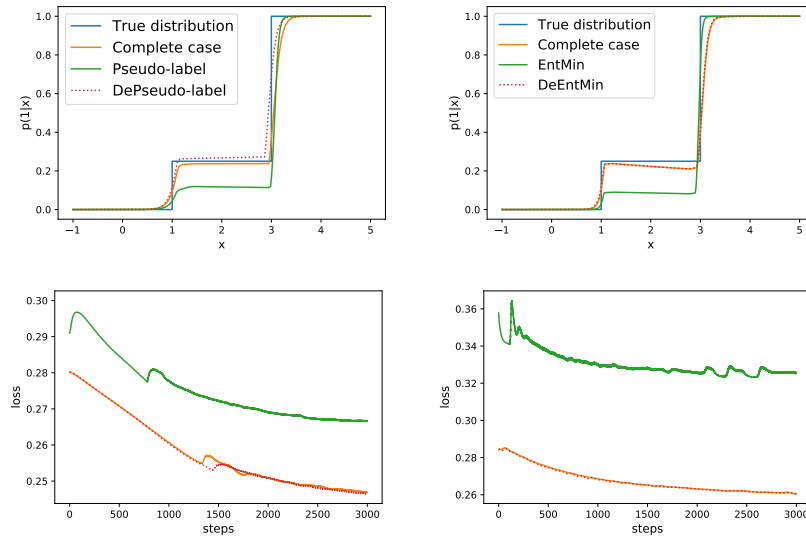 True distribution
Complete case
Pseudo-label
DePseudo-label
p(1|x)
1.0
0.8
0.6
0.4
0.2
0.0
−1 0 1 2 3 4 5
x
True distribution
Complete case
EntMin
DeEntMin
p(1|x)
1.0
0.8
0.6
0.4
0.2
0.0
−1 0 1 2 3 4 5
x
loss
0.30
0.29
0.28
0.27
0.26
0.25
0 500 1000 1500 2000 2500 3000
steps
loss
0.36
0.34
0.32
0.30
0.28
0.26
0 500 1000 1500 2000 2500 3000
steps